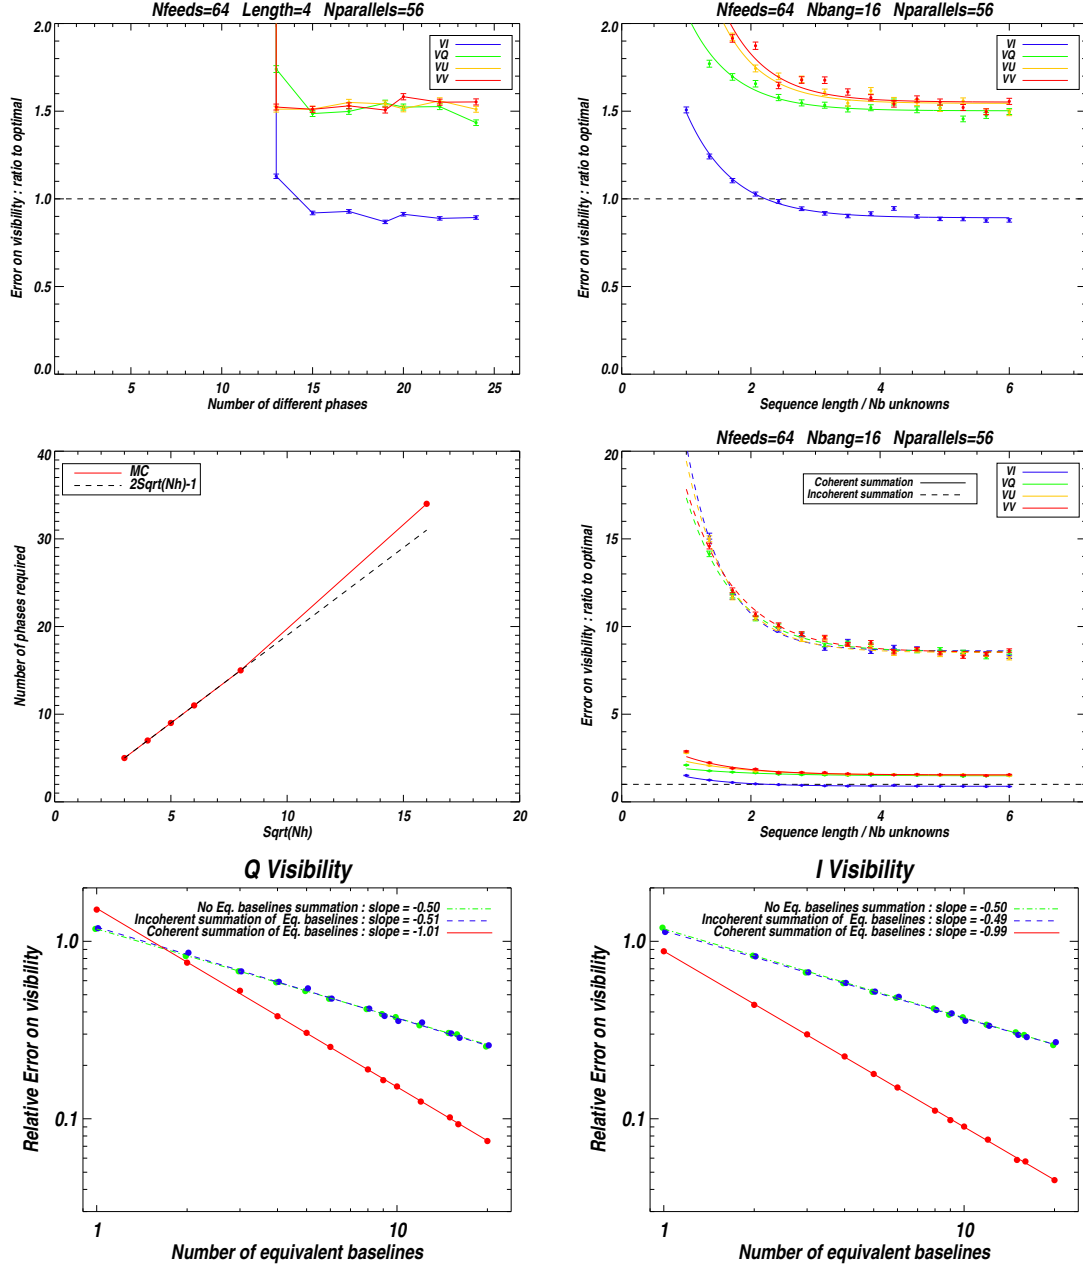 Nfeeds=64 Length=4 Nparallels=56
2.0
1.5
1.0
0.5
0.0
Error on visibility : ratio to optimal
VI
VQ
VU
VV
5
10
15
20
25
Number of different phases
Nfeeds=64 Nbang=16 Nparallels=56
2.0
1.5
1.0
0.5
0.0
Error on visibility : ratio to optimal
VI
VQ
VU
VV
0
2
4
6
Sequence length / Nb unknowns
40
30
20
10
0
Number of phases required
MC
2Sqrt(Nh)-1
0
5
10
15
20
Sqrt(Nh)
Nfeeds=64 Nbang=16 Nparallels=56
20
15
10
5
0
Error on visibility : ratio to optimal
Coherent summation
Incoherent summation
VI
VQ
VU
VV
0
2
4
6
Sequence length / Nb unknowns
Q Visibility
No Eq. baselines summation : slope = -0.50
Incoherent summation of Eq. baselines : slope = -0.51
Coherent summation of Eq. baselines : slope = -1.01
1.0
0.1
Relative Error on visibility
1
10
Number of equivalent baselines
I Visibility
No Eq. baselines summation : slope = -0.50
Incoherent summation of Eq. baselines : slope = -0.49
Coherent summation of Eq. baselines : slope = -0.99
1.0
0.1
Relative Error on visibility
1
10
Number of equivalent baselines